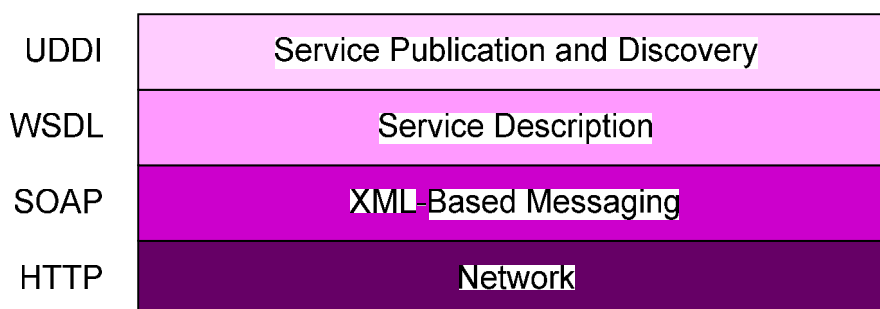 UDDI Service Publication and Discovery
WSDL Service Description
SOAP XML-Based Messaging
HTTP Network